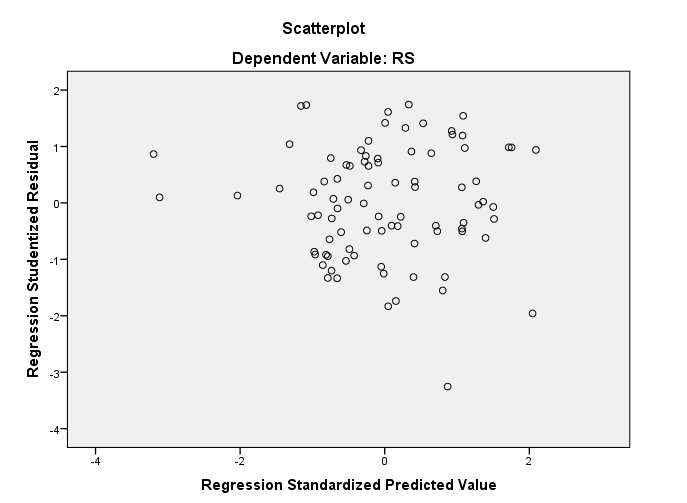 Scatterplot
Dependent Variable: RS
Regression Studentized Residual
2
1
0
-1
-2
-3
-4
-4
-2
0
2
Regression Standardized Predicted Value